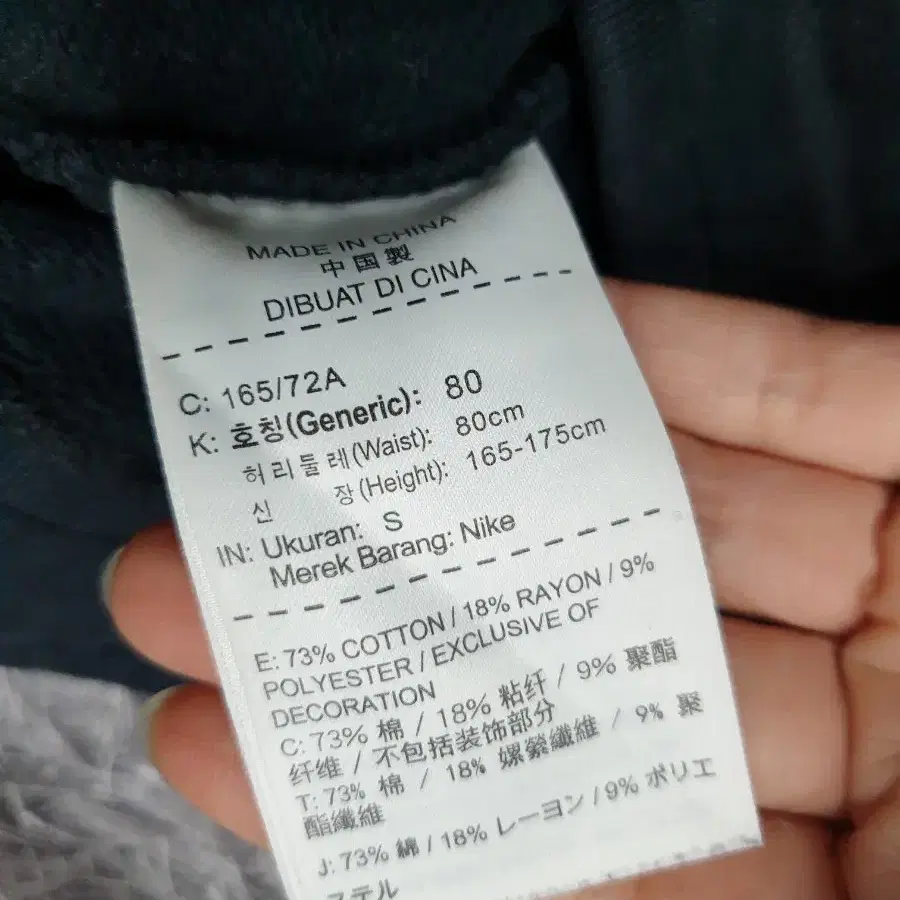 MADE IN CHINA
中国製
DIBUAT DI CINA
C: 165/72A
K: 호칭(Generic): 80
허리둘레(Waist): 80cm
신 장(Height): 165-175cm
IN: Ukuran: S
Merek Barang: Nike
E: 73% COTTON / 18% RAYON / 9%
POLYESTER / EXCLUSIVE OF
DECORATION
C: 73% 棉 / 18% 粘纤 / 9% 聚酯
纤维 / 不包括装饰部分
T: 73% 棉 / 18% 嫘縈纖維 / 9% 聚
酯纖維
J: 73% 綿 / 18% レーヨン / 9% ポリエ
ステル